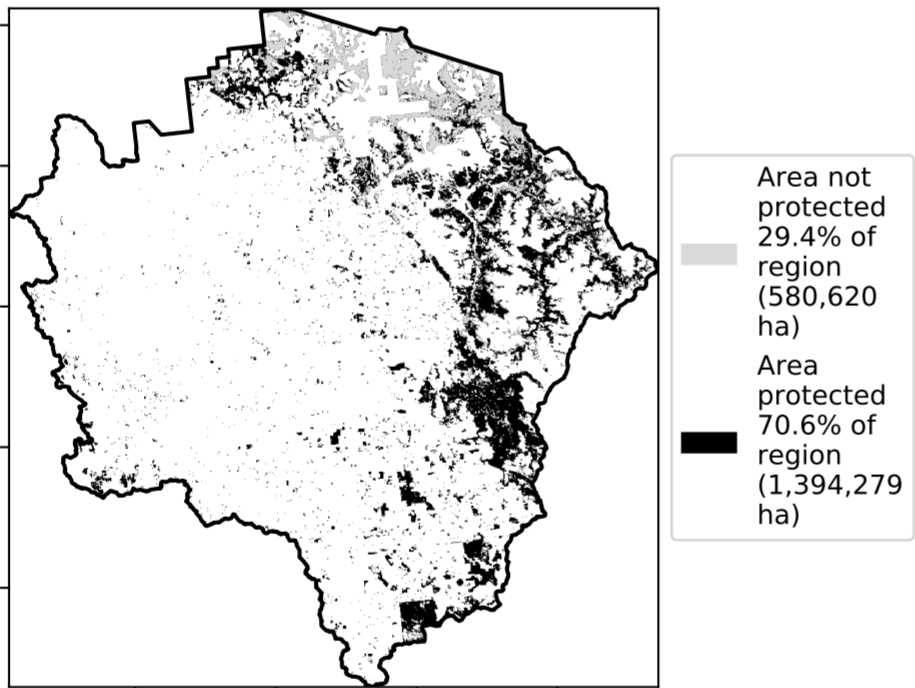 Area not
protected
29.4% of
region
(580,620
ha)
Area
protected
70.6% of
region
(1,394,279
ha)